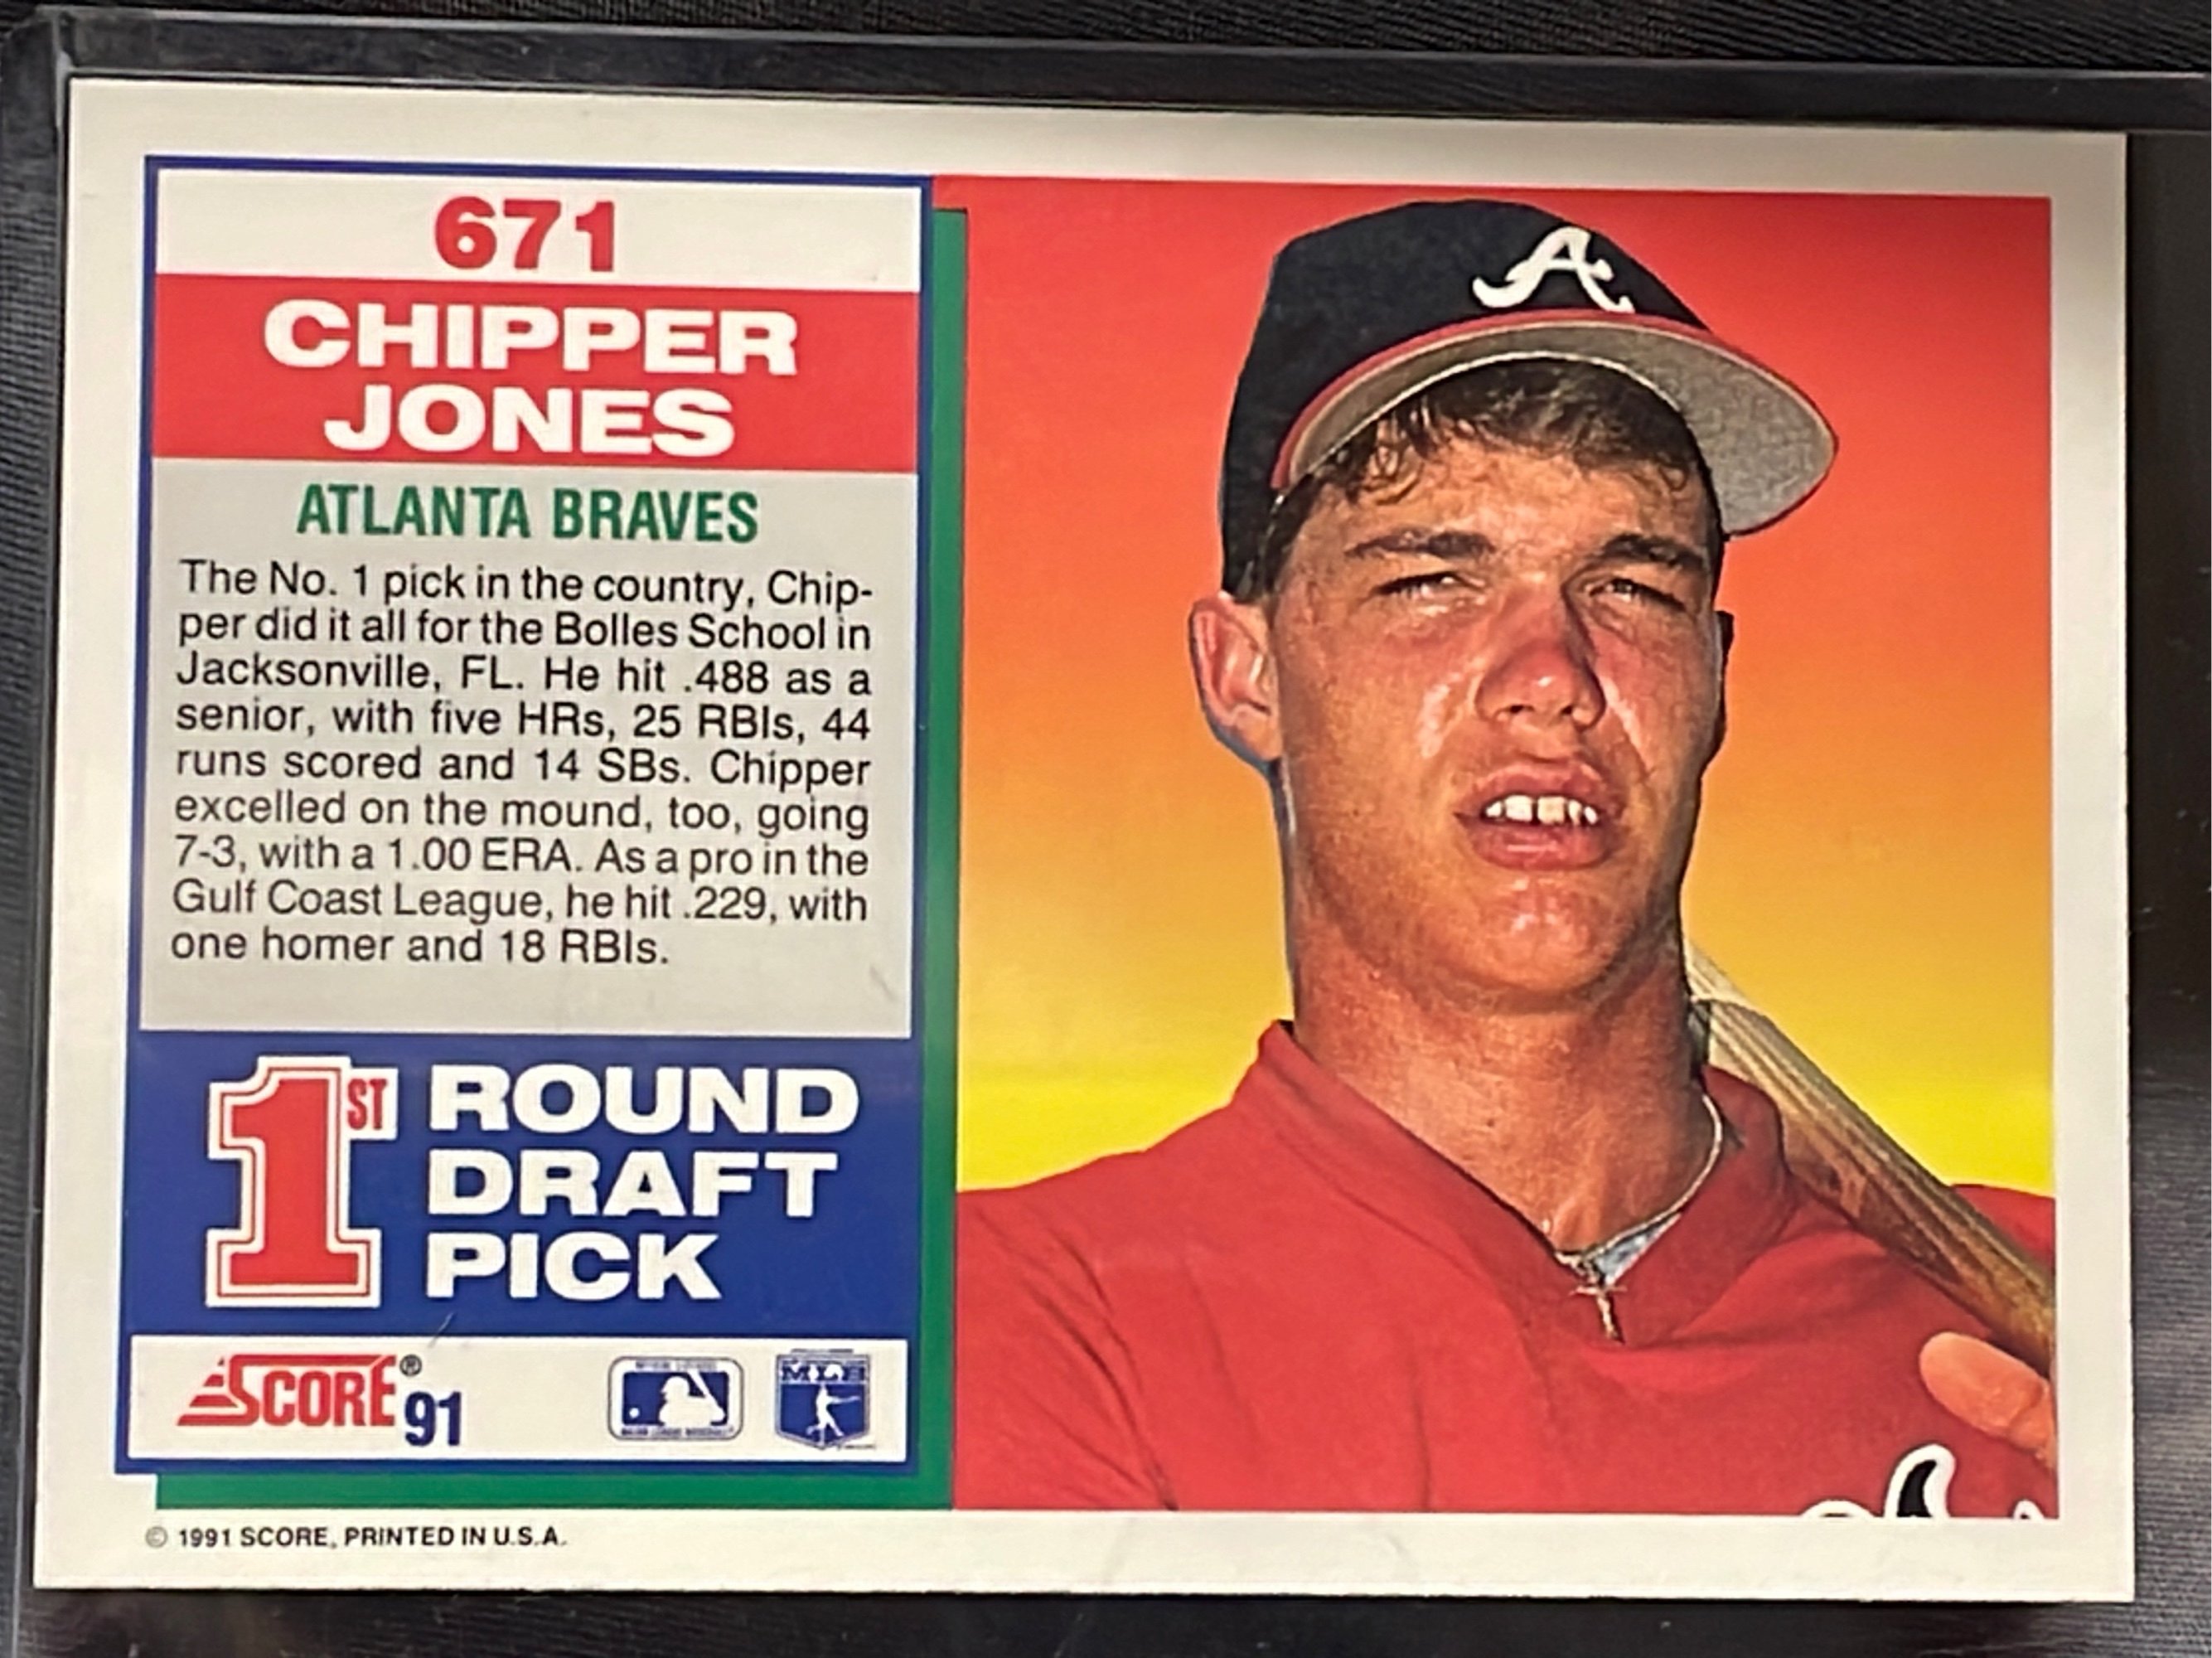 671
CHIPPER
JONES
ATLANTA BRAVES
The No. 1 pick in the country, Chip-
per did it all for the Bolles School in
Jacksonville, FL. He hit .488 as a
senior, with five HRs, 25 RBIs, 44
runs scored and 14 SBs. Chipper
excelled on the mound, too, going
7-3, with a 1.00 ERA. As a pro in the
Gulf Coast League, he hit .229, with
one homer and 18 RBIs.
1ST ROUND
DRAFT
PICK
SCORE® 91
MLB
© 1991 SCORE, PRINTED IN U.S.A.
A